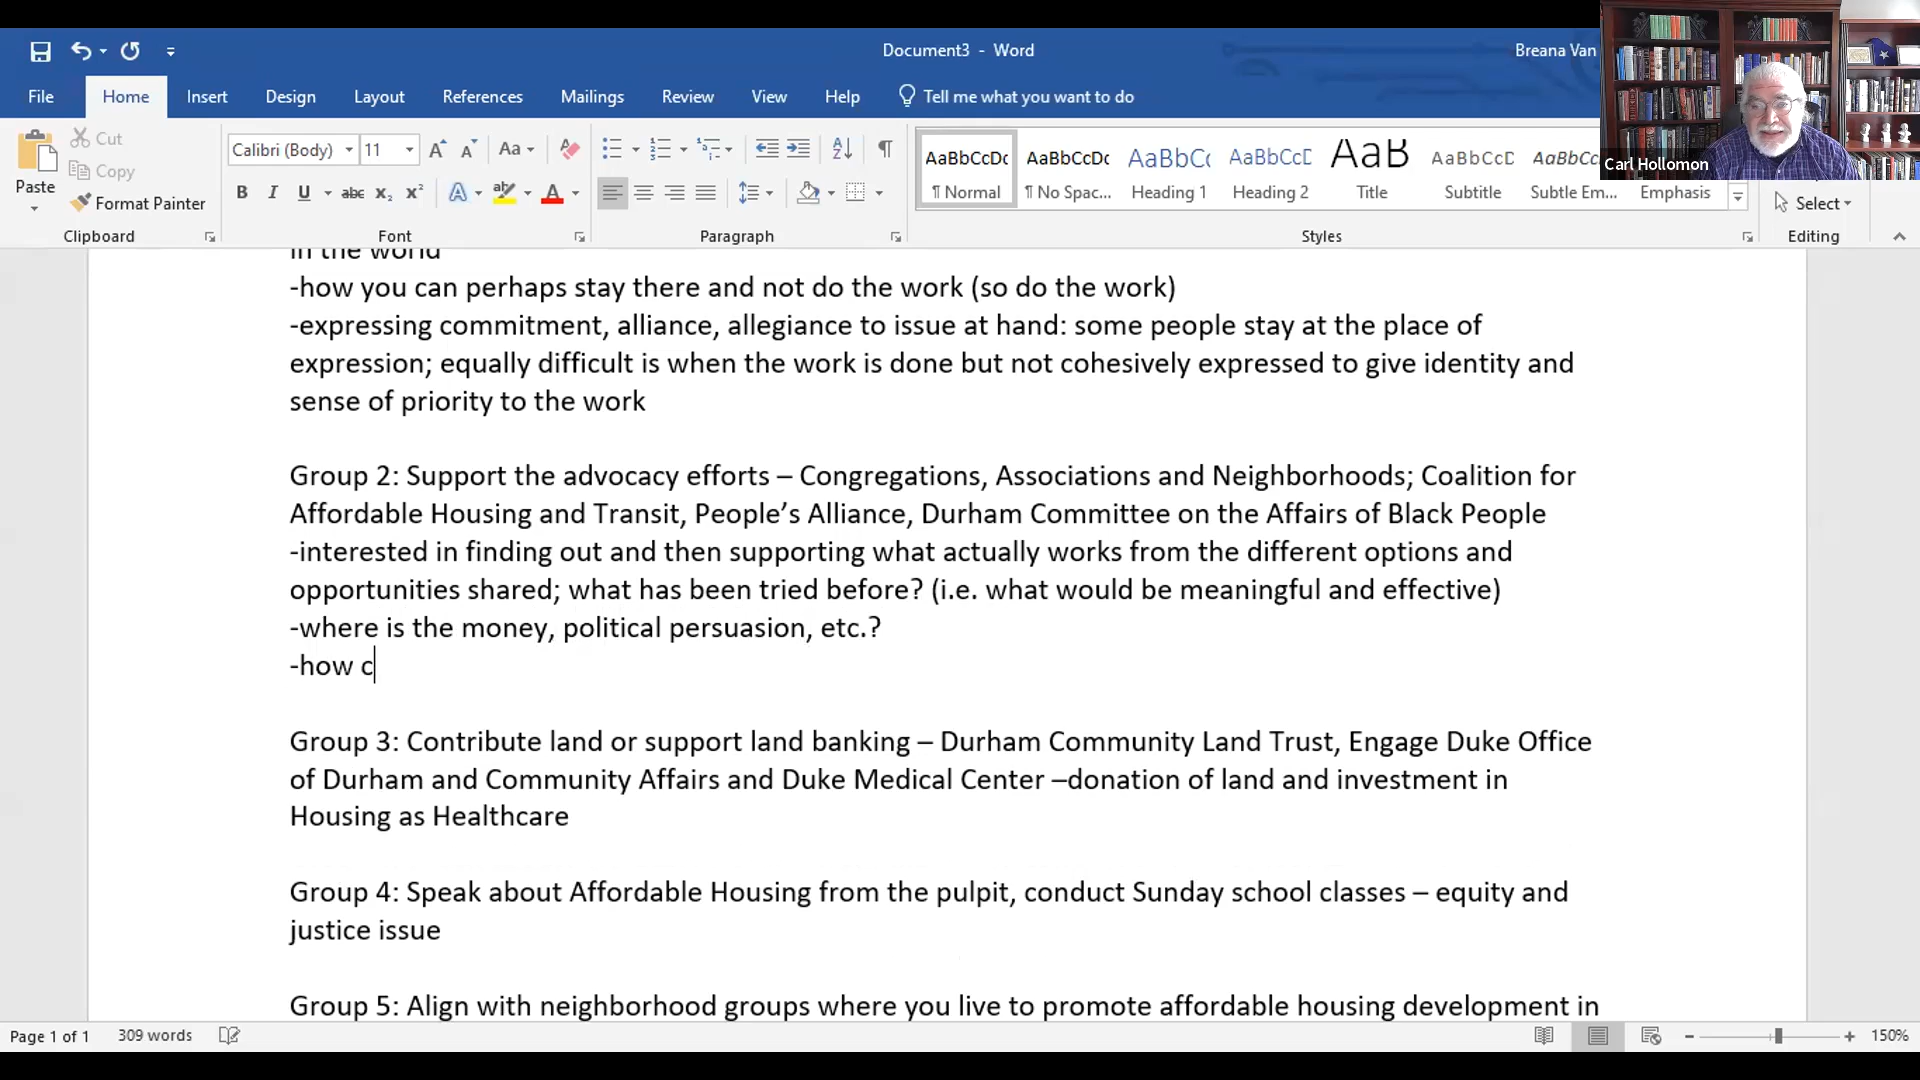 Document3 - Word
Breana Van
File Home Insert Design Layout References Mailings Review View Help Tell me what you want to do
Carl Hollomon
Paste
Cut
Copy
Format Painter
Clipboard
Calibri (Body) 11
Font
Paragraph
AaBbCcDc AaBbCcDc AaBbC AaBbCcD AaB AaBbCcD AaBbCc
¶ Normal ¶ No Spac... Heading 1 Heading 2 Title Subtitle Subtle Em... Emphasis
Styles
Select
Editing
in the world
-how you can perhaps stay there and not do the work (so do the work)
-expressing commitment, alliance, allegiance to issue at hand: some people stay at the place of
expression; equally difficult is when the work is done but not cohesively expressed to give identity and
sense of priority to the work
Group 2: Support the advocacy efforts – Congregations, Associations and Neighborhoods; Coalition for
Affordable Housing and Transit, People’s Alliance, Durham Committee on the Affairs of Black People
-interested in finding out and then supporting what actually works from the different options and
opportunities shared; what has been tried before? (i.e. what would be meaningful and effective)
-where is the money, political persuasion, etc.?
-how c
Group 3: Contribute land or support land banking – Durham Community Land Trust, Engage Duke Office
of Durham and Community Affairs and Duke Medical Center –donation of land and investment in
Housing as Healthcare
Group 4: Speak about Affordable Housing from the pulpit, conduct Sunday school classes – equity and
justice issue
Group 5: Align with neighborhood groups where you live to promote affordable housing development in
Page 1 of 1 309 words 150%